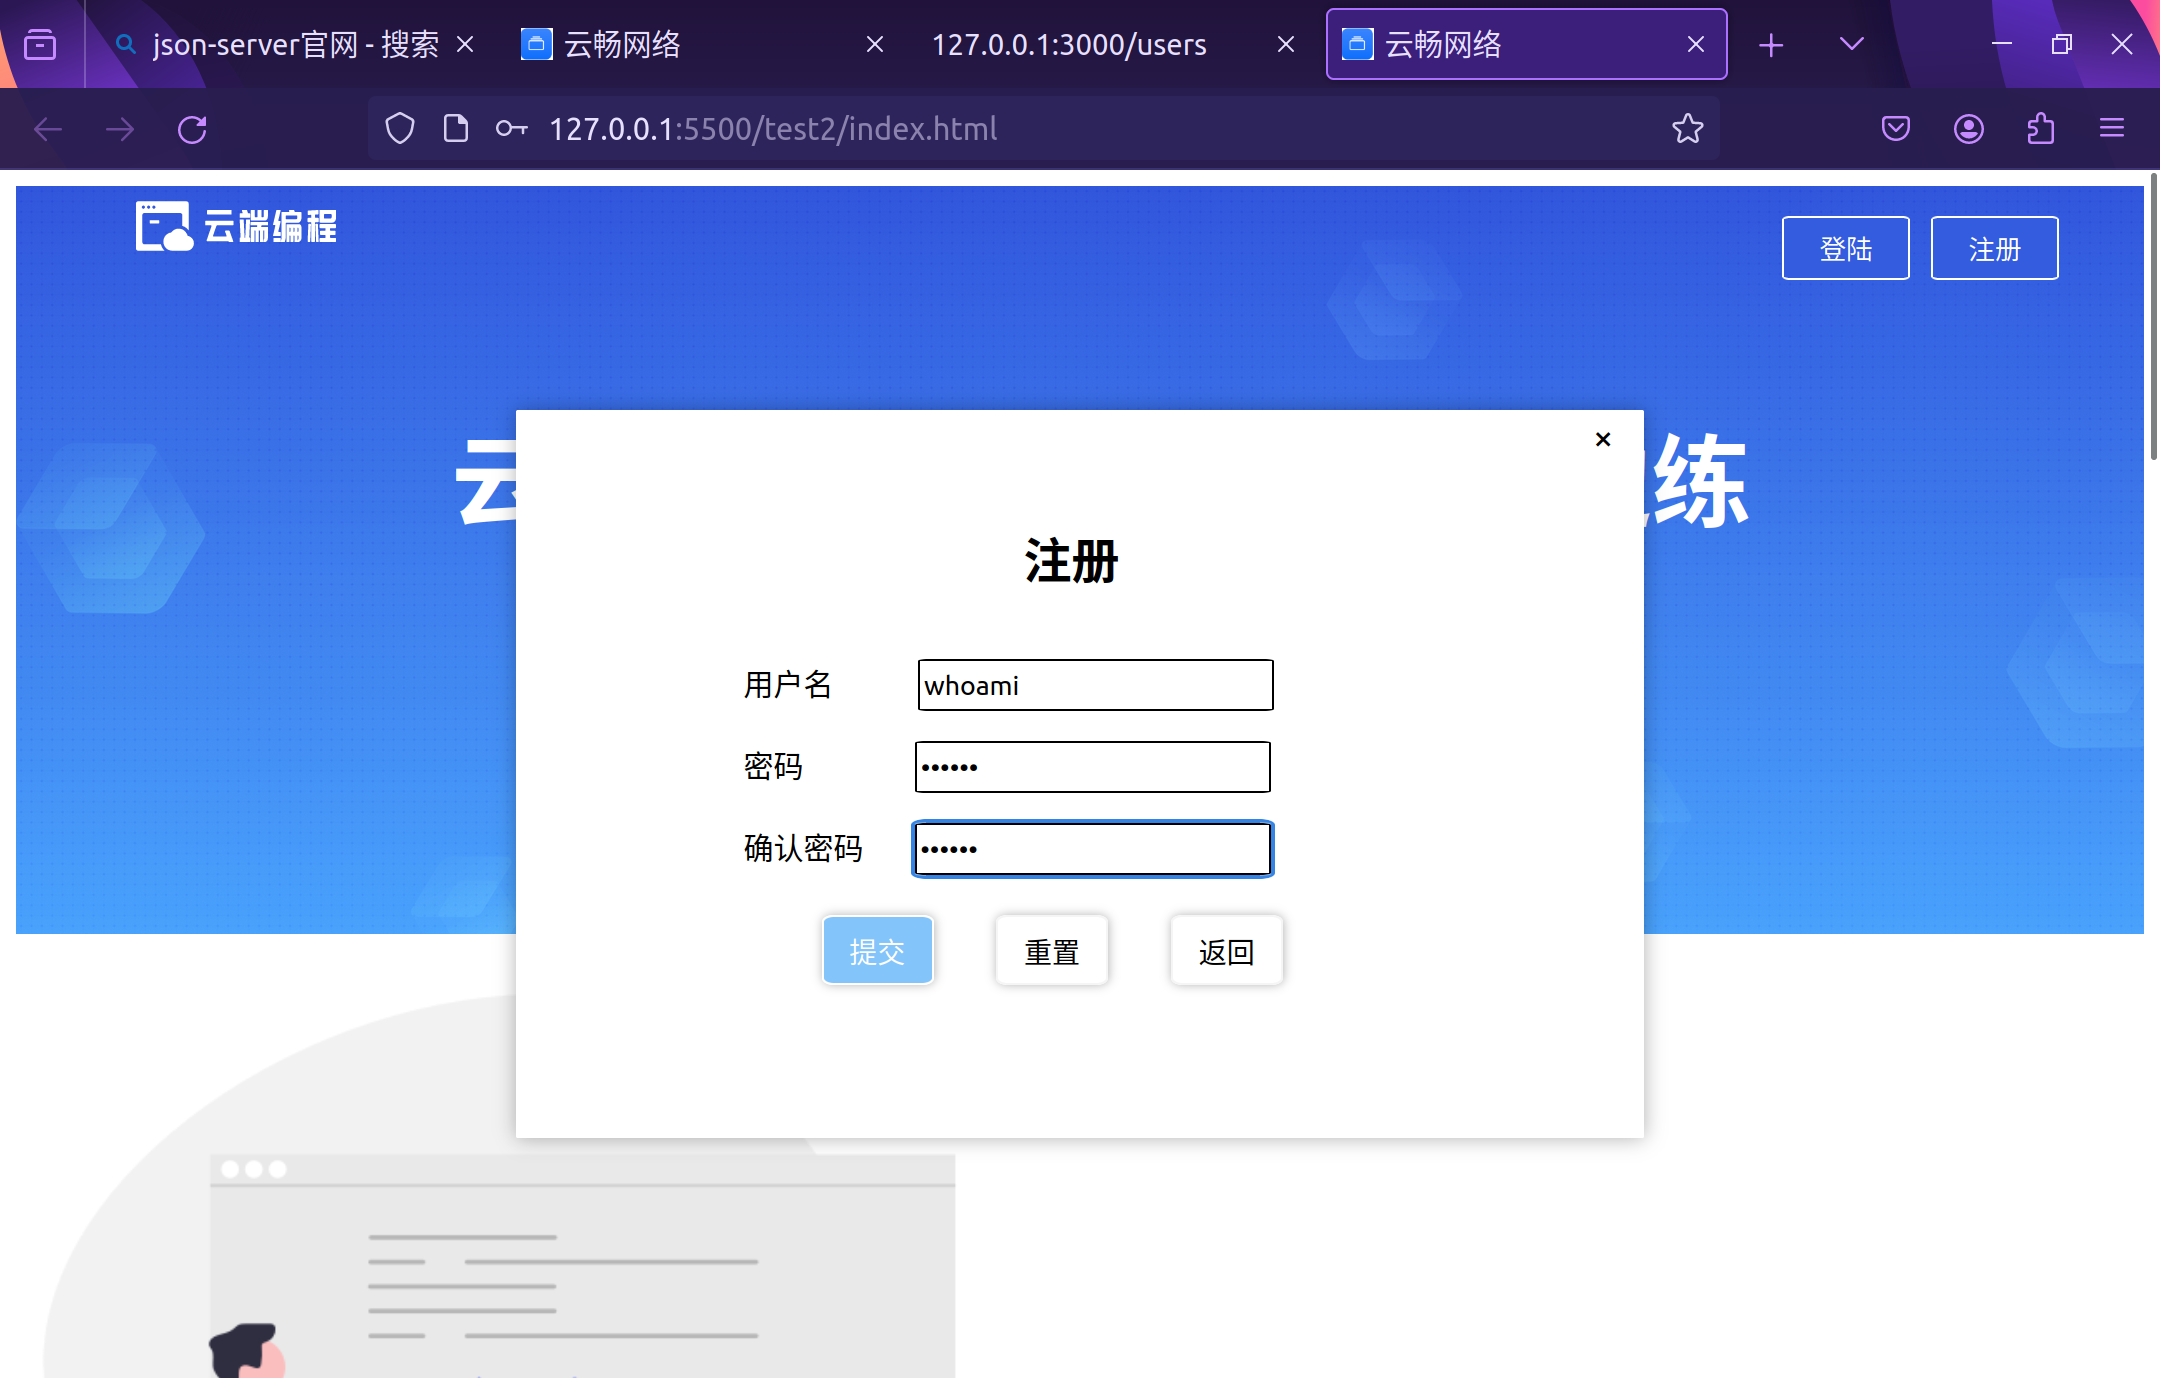 json-server官网 - 搜索
云畅网络
127.0.0.1:3000/users
云畅网络
127.0.0.1:5500/test2/index.html
云端编程
登陆
注册
云
练
注册
用户名
whoami
密码
••••••
确认密码
••••••
提交
重置
返回